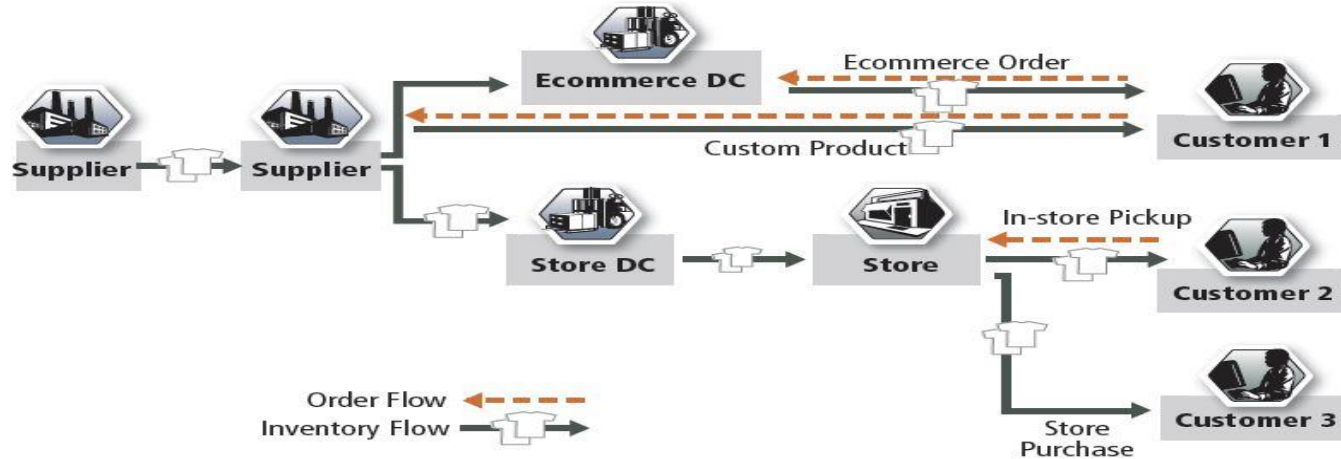 Ecommerce DC
Ecommerce Order
Supplier
Supplier
Custom Product
Customer 1
Store DC
Store
In-store Pickup
Customer 2
Order Flow
Inventory Flow
Store
Purchase
Customer 3